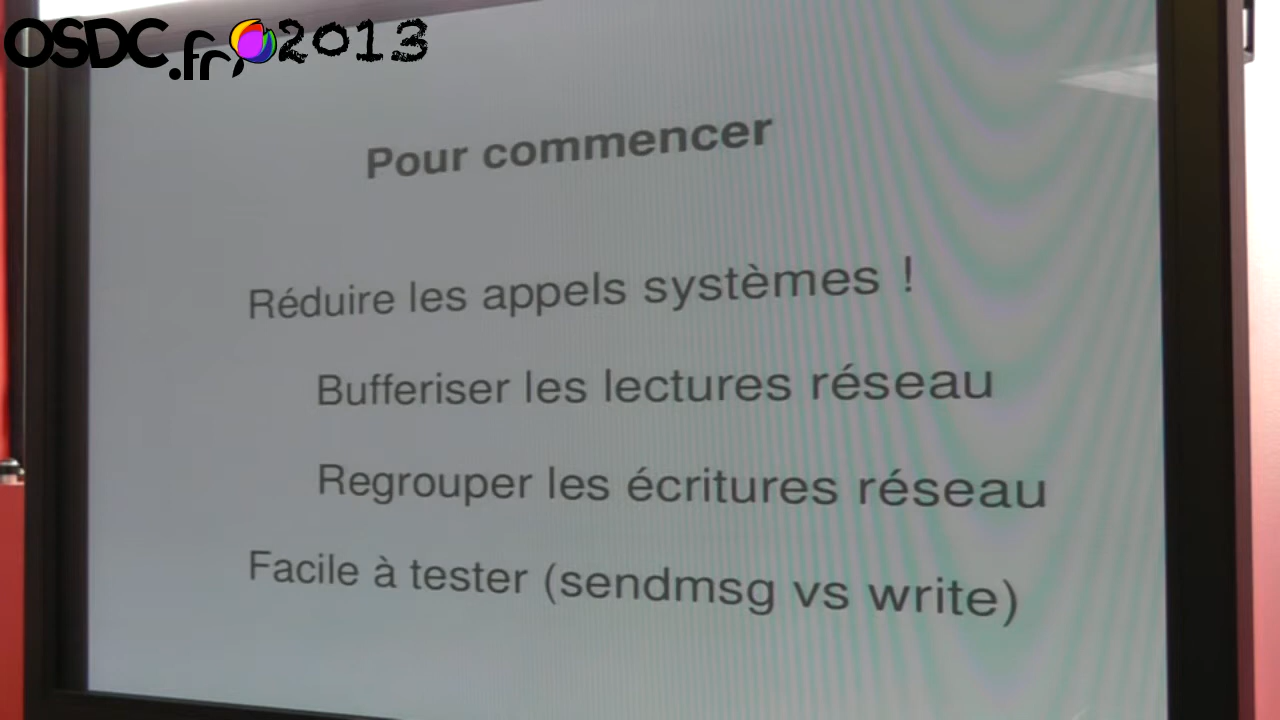 OSDC.fr 2013
Pour commencer
Réduire les appels systèmes !
Bufferiser les lectures réseau
Regrouper les écritures réseau
Facile à tester (sendmsg vs write)